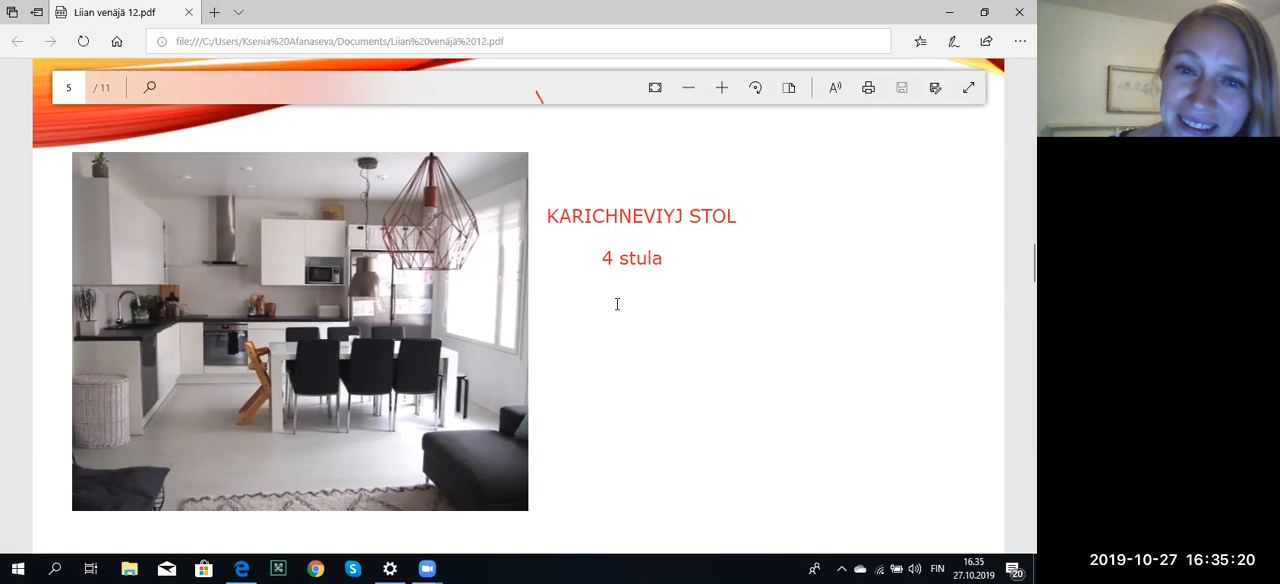 Liian venäjä 12.pdf
file:///C:/Users/Ksenia%20Afanaseva/Documents/Liian%20venäjä%2012.pdf
5 / 11
KARICHNEVIYJ STOL
4 stula
FIN
16.35
27.10.2019
20
2019-10-27 16:35:20